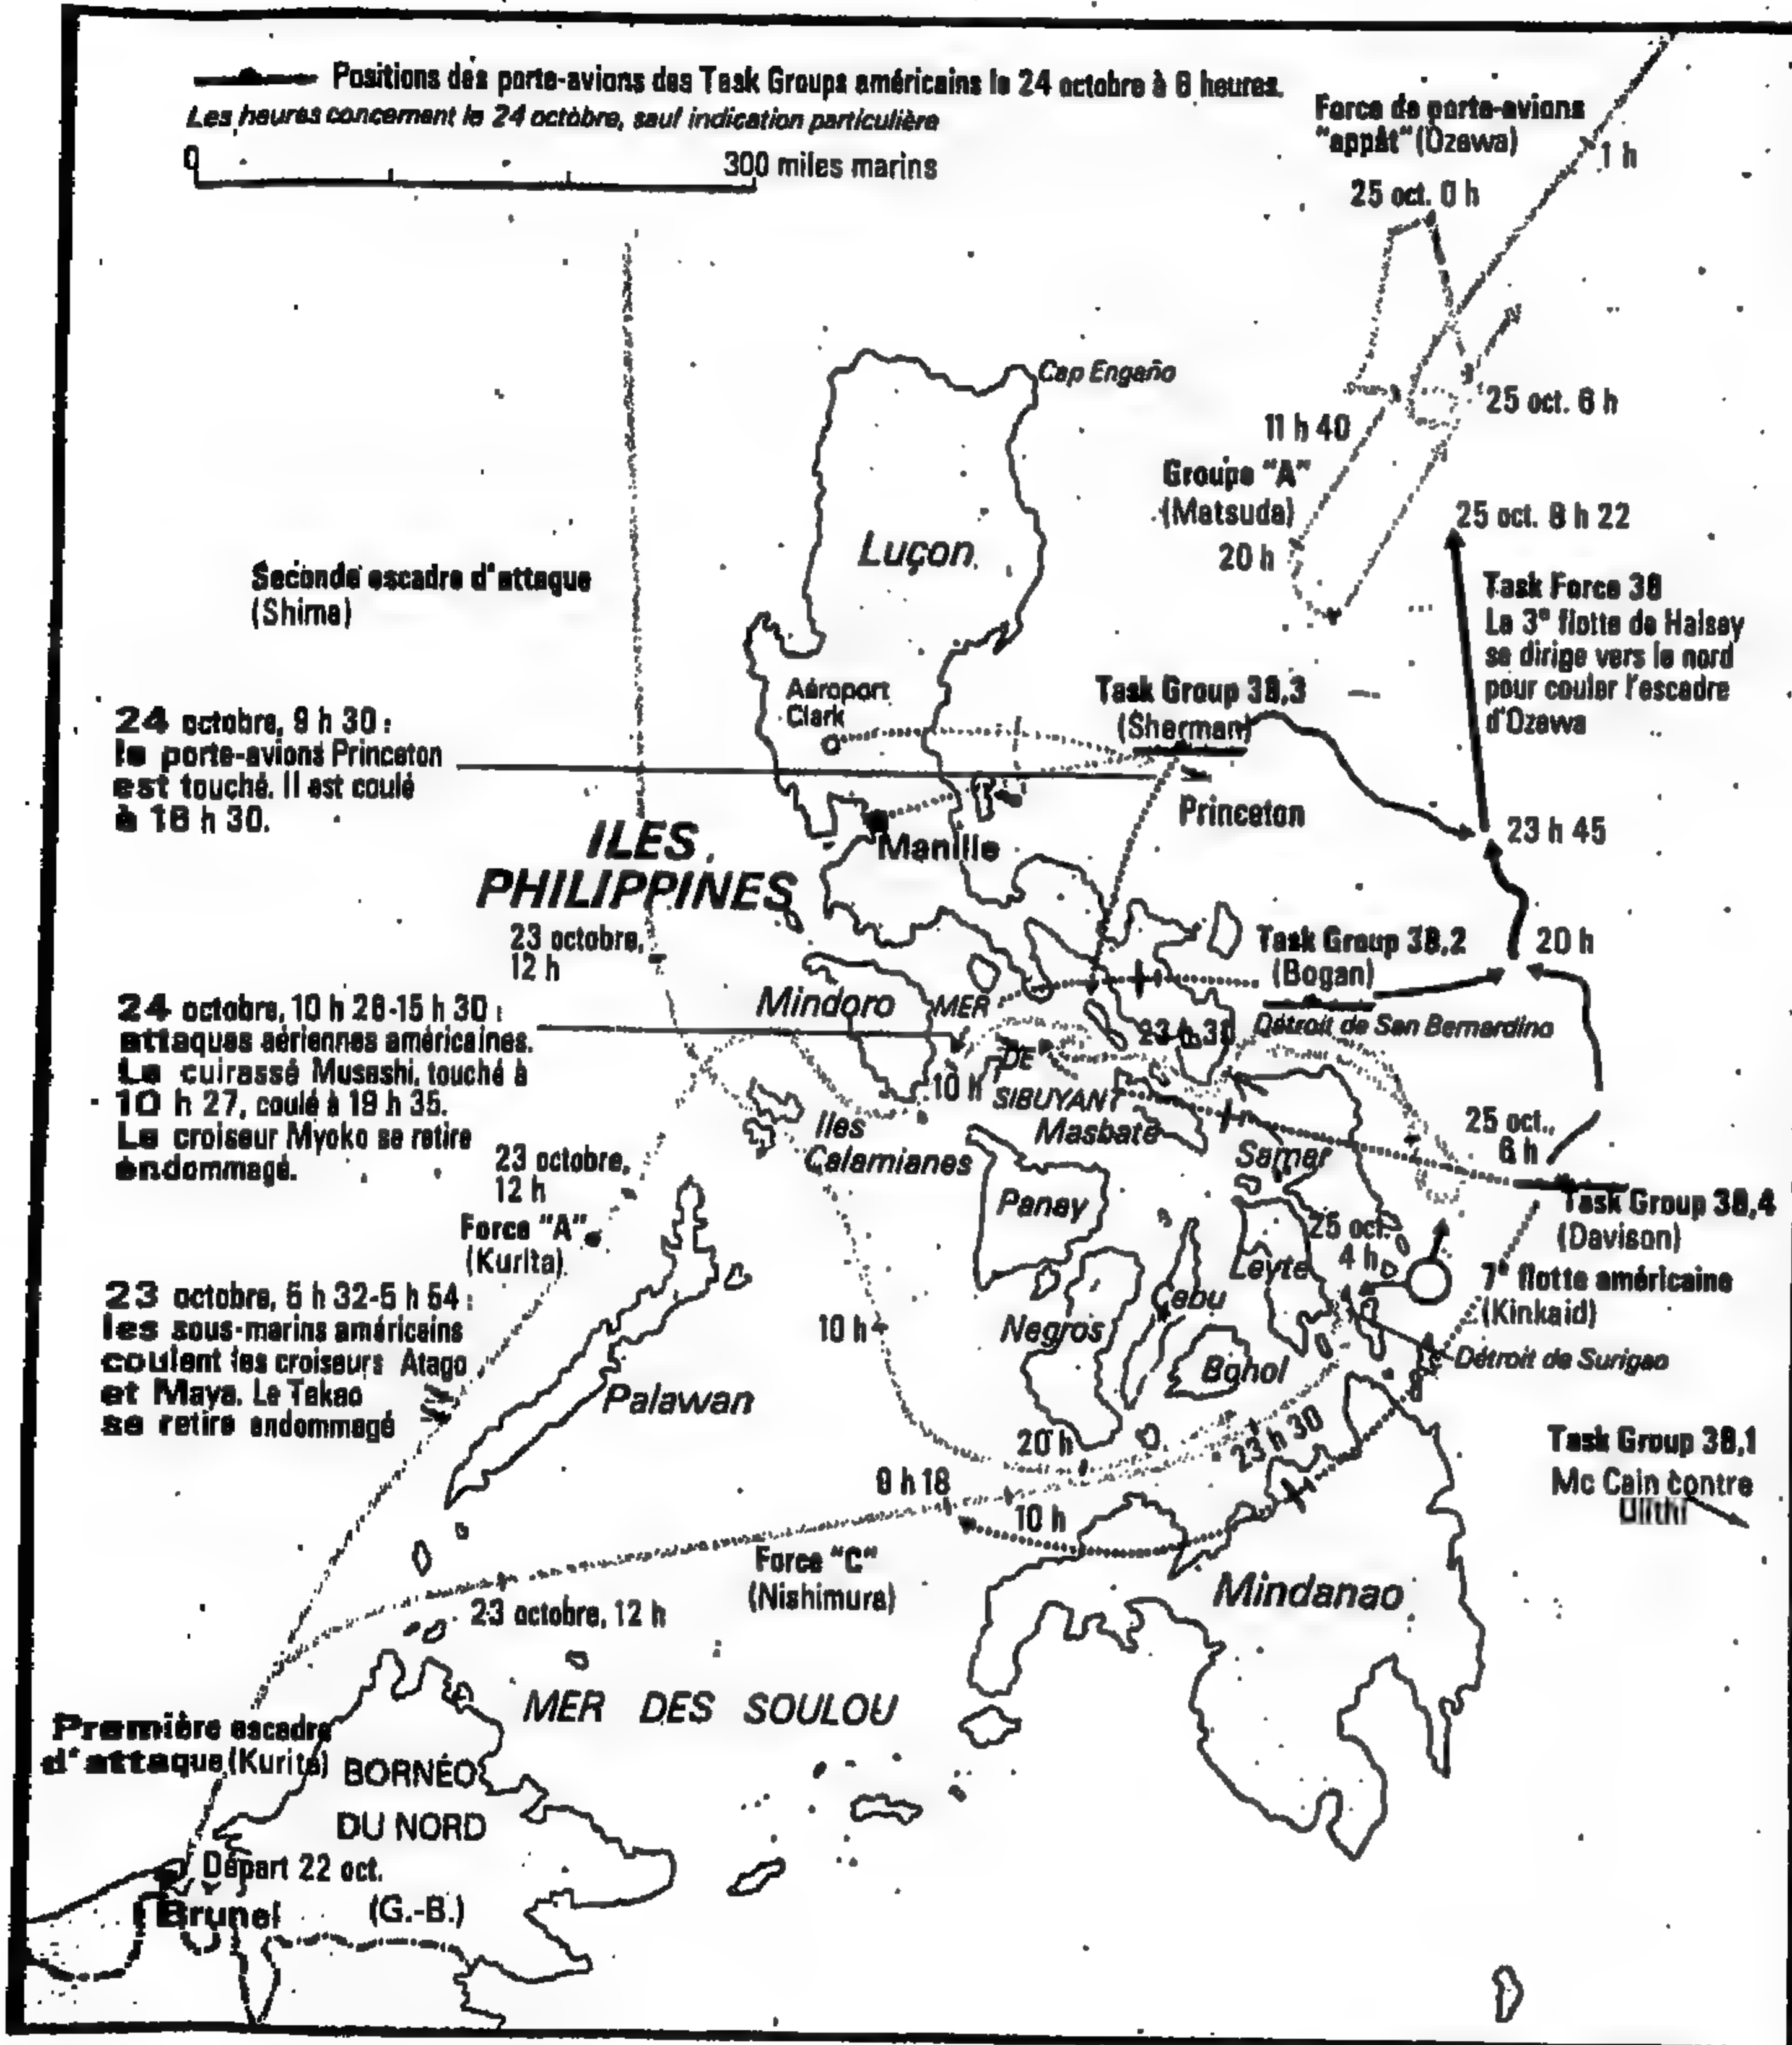 Positions des porte-avions des Task Groups américains le 24 octobre à 6 heures.
Les heures concernent le 24 octobre, sauf indication particulière
0
300 miles marins
Force de porte-avions
"appât" (Ozawa)
1 h
25 oct. 0 h
Cap Engaño
25 oct. 6 h
11 h 40
Groupe "A"
(Matsuda)
20 h
25 oct. 8 h 22
Luçon
Seconde escadre d'attaque
(Shima)
Task Force 38
La 3e flotte de Halsey
se dirige vers le nord
pour couler l'escadre
d'Ozawa
Aéroport
Clark
Task Group 38,3
(Sherman)
24 octobre, 9 h 30 :
le porte-avions Princeton
est touché. Il est coulé
à 18 h 30.
Princeton
23 h 45
Manille
ILES
PHILIPPINES
23 octobre,
12 h
Task Group 38,2
(Bogan)
20 h
Mindoro
MER
DE
SIBUYANT
24 octobre, 10 h 26-15 h 30 :
attaques aériennes américaines.
Le cuirassé Musashi, touché à
10 h 27, coulé à 19 h 35.
Le croiseur Myoko se retire
endommagé.
23 h 30
Détroit de San Bernardino
10 h
Masbate
Iles
Calamianes
Samar
25 oct.,
6 h
23 octobre,
12 h
Force "A"
(Kurita)
Panay
Task Group 38,4
(Davison)
25 oct.
4 h
Leyte
7e flotte américaine
(Kinkaid)
23 octobre, 5 h 32-5 h 54 :
les sous-marins américains
coulent les croiseurs Atago
et Maya. Le Takao
se retire endommagé
10 h
Negros
Cebu
Bohol
Détroit de Surigao
Palawan
20 h
23 h 30
Task Group 38,1
Mc Cain contre
Ulithi
9 h 18
10 h
Force "C"
(Nishimura)
Mindanao
23 octobre, 12 h
MER DES SOULOU
Première escadre
d'attaque (Kurita)
BORNÉO
DU NORD
Départ 22 oct.
Brunei
(G.-B.)